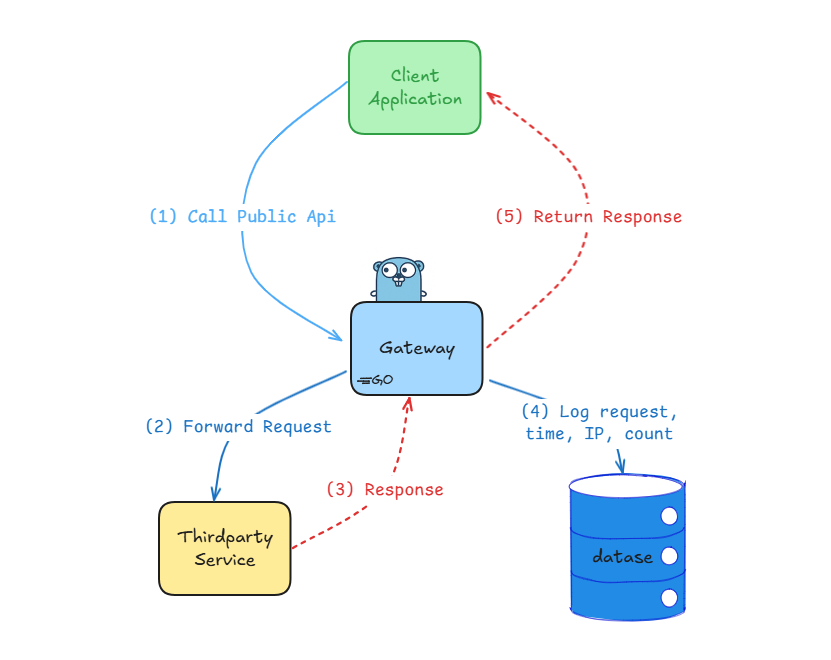 Client
Application
(1) Call Public Api
(5) Return Response
Gateway
GO
(2) Forward Request
(4) Log request,
time, IP, count
(3) Response
Thirdparty
Service
datase